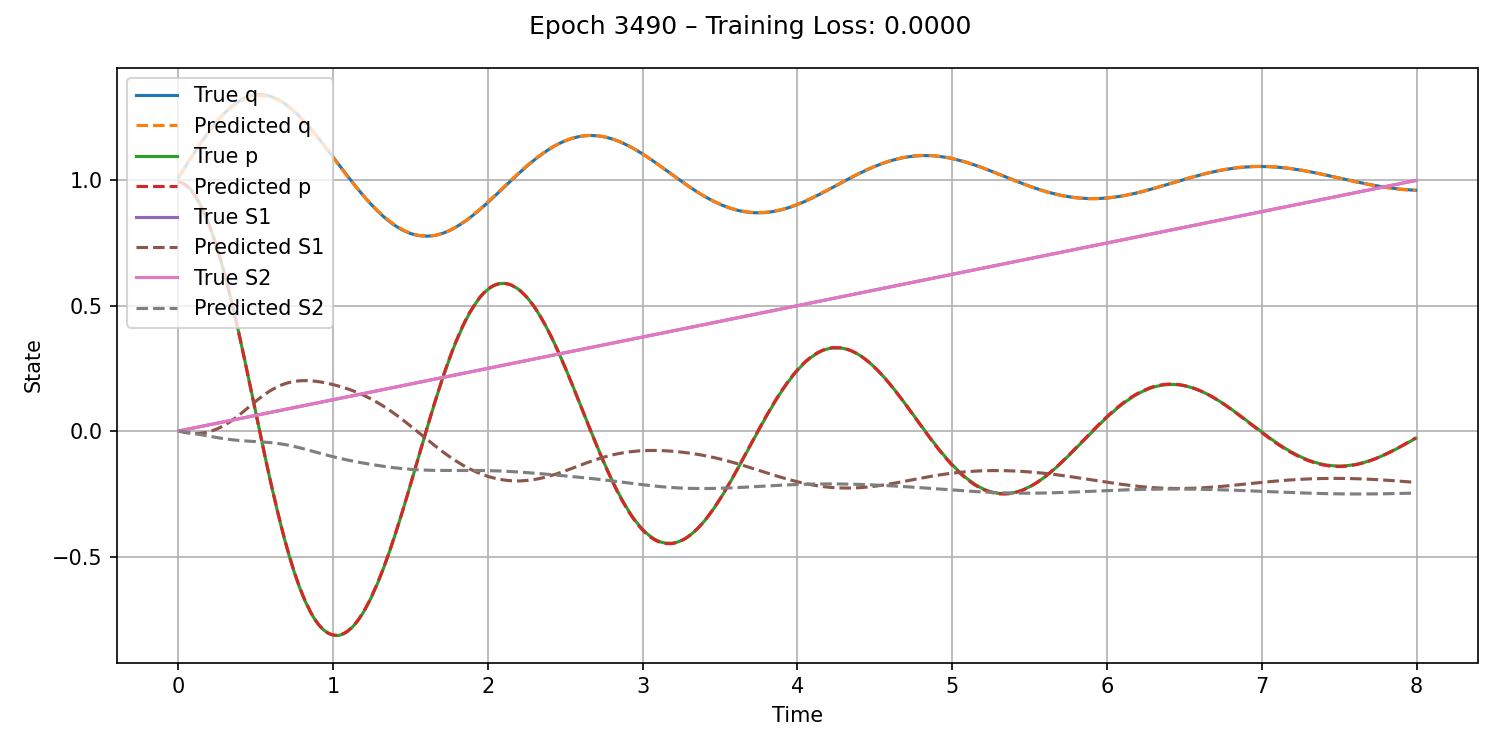 Epoch 3490 – Training Loss: 0.0000
True q
Predicted q
True p
Predicted p
True S1
Predicted S1
True S2
Predicted S2
State
1.0
0.5
0.0
−0.5
0 1 2 3 4 5 6 7 8
Time